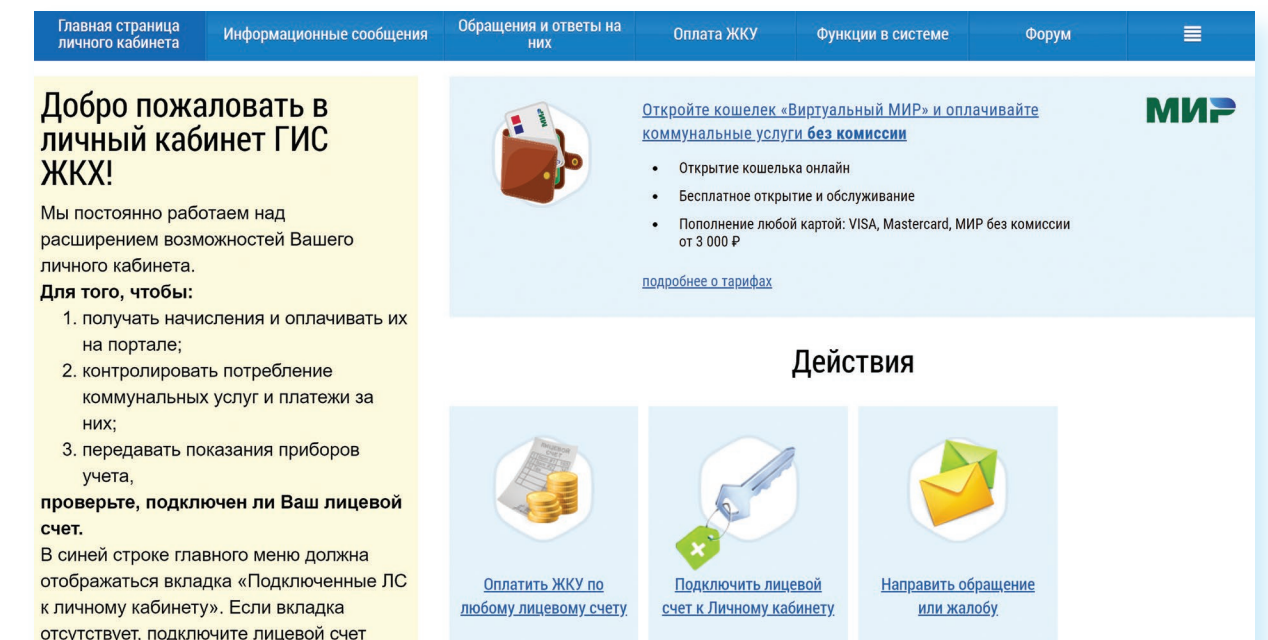 Главная страница
личного кабинета
Информационные сообщения
Обращения и ответы на
них
Оплата ЖКУ
Функции в системе
Форум
Добро пожаловать в
личный кабинет ГИС
ЖКХ!
Мы постоянно работаем над
расширением возможностей Вашего
личного кабинета.
Для того, чтобы:
1. получать начисления и оплачивать их
на портале;
2. контролировать потребление
коммунальных услуг и платежи за
них;
3. передавать показания приборов
учета,
проверьте, подключен ли Ваш лицевой
счет.
В синей строке главного меню должна
отображаться вкладка «Подключенные ЛС
к личному кабинету». Если вкладка
отсутствует, подключите лицевой счет
МИР
Откройте кошелек «Виртуальный МИР» и оплачивайте
коммунальные услуги без комиссии
• Открытие кошелька онлайн
• Бесплатное открытие и обслуживание
• Пополнение любой картой: VISA, Mastercard, МИР без комиссии
от 3 000 ₽
подробнее о тарифах
МИР
Действия
ЛИЦЕВОЙ
СЧЕТ
Оплатить ЖКУ по
любому лицевому счету
Подключить лицевой
счет к Личному кабинету
Направить обращение
или жалобу